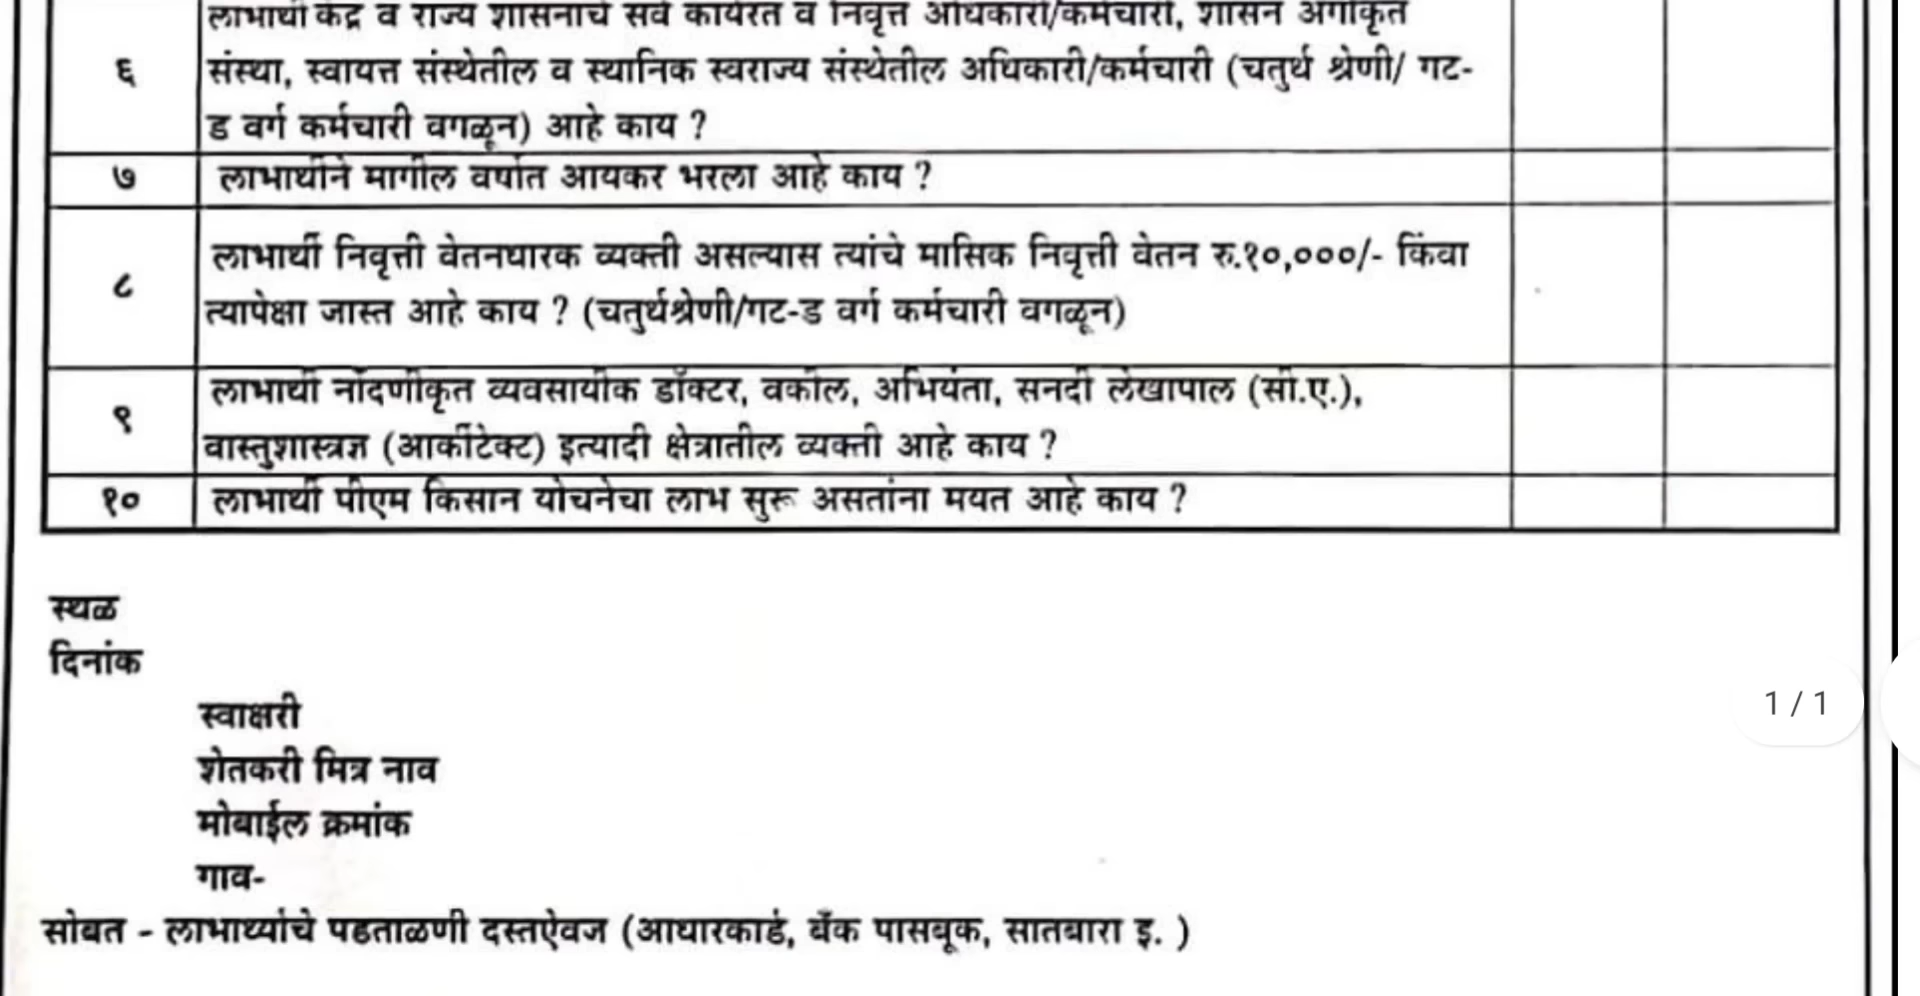 लाभार्थी केंद्र व राज्य शासनाचे सर्व कार्यरत व निवृत्त अधिकारी/कर्मचारी, शासन अंगीकृत
६ संस्था, स्वायत्त संस्थेतील व स्थानिक स्वराज्य संस्थेतील अधिकारी/कर्मचारी (चतुर्थ श्रेणी/ गट-
ड वर्ग कर्मचारी वगळून) आहे काय ?
७ लाभार्थीने मागील वर्षात आयकर भरला आहे काय ?
८ लाभार्थी निवृत्ती वेतनधारक व्यक्ती असल्यास त्यांचे मासिक निवृत्ती वेतन रु.१०,०००/- किंवा
त्यापेक्षा जास्त आहे काय ? (चतुर्थश्रेणी/गट-ड वर्ग कर्मचारी वगळून)
९ लाभार्थी नोंदणीकृत व्यवसायीक डॉक्टर, वकील, अभियंता, सनदी लेखापाल (सी.ए.),
वास्तुशास्त्रज्ञ (आर्कीटेक्ट) इत्यादी क्षेत्रातील व्यक्ती आहे काय ?
१० लाभार्थी पीएम किसान योचनेचा लाभ सुरू असतांना मयत आहे काय ?
स्थळ
दिनांक
स्वाक्षरी
1 / 1
शेतकरी मित्र नाव
मोबाईल क्रमांक
गाव-
सोबत - लाभार्थ्यांचे पडताळणी दस्तऐवज (आधारकार्ड, बँक पासबूक, सातबारा इ. )